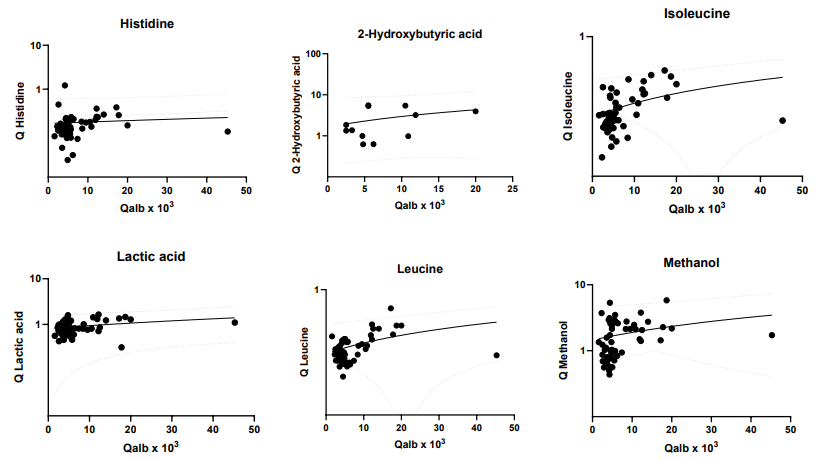 Histidine
10
1
Q Histidine
0
10
20
30
40
50
Qalb x 10³
2-Hydroxybutyric acid
100
10
1
Q 2-Hydroxybutyric acid
0
5
10
15
20
25
Qalb x 10³
Isoleucine
1
Q Isoleucine
0
10
20
30
40
50
Qalb x 10³
Lactic acid
10
1
Q Lactic acid
0
10
20
30
40
50
Qalb x 10³
Leucine
1
Q Leucine
0
10
20
30
40
50
Qalb x 10³
Methanol
10
1
Q Methanol
0
10
20
30
40
50
Qalb x 10³